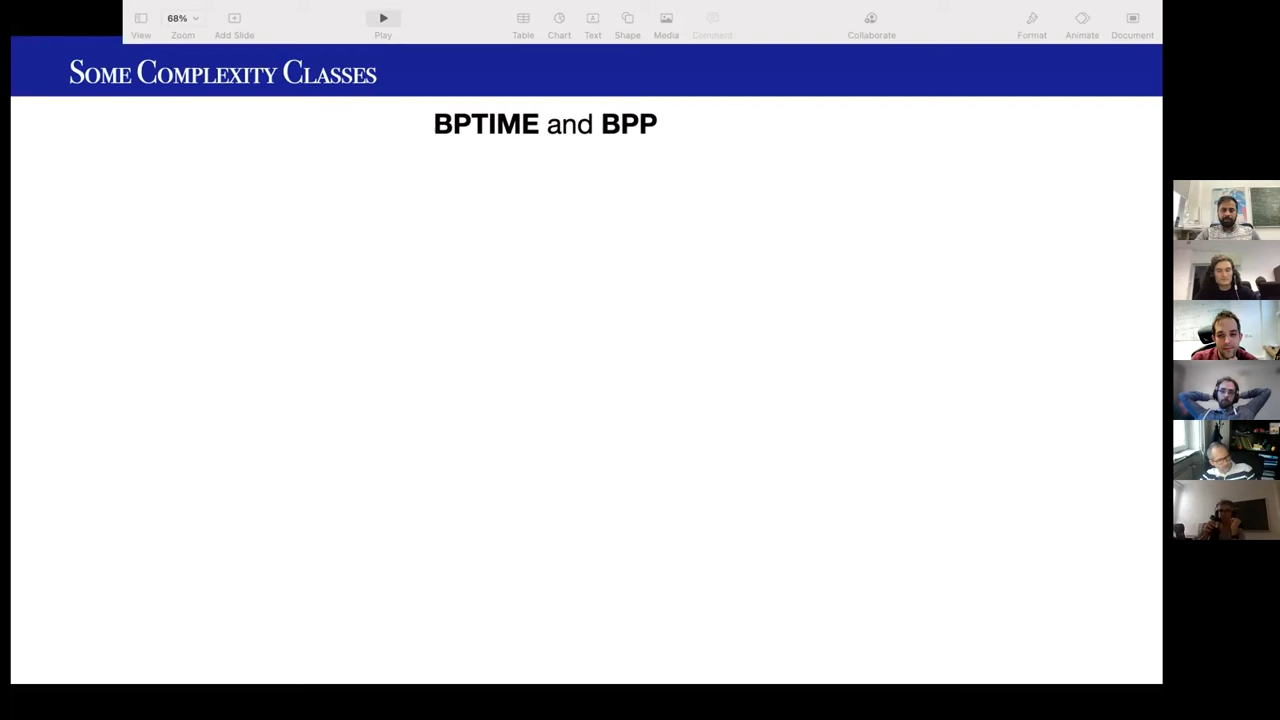 68%
View
Zoom
Add Slide
Play
Table
Chart
Text
Shape
Media
Comment
Collaborate
Format
Animate
Document
SOME COMPLEXITY CLASSES
BPTIME and BPP